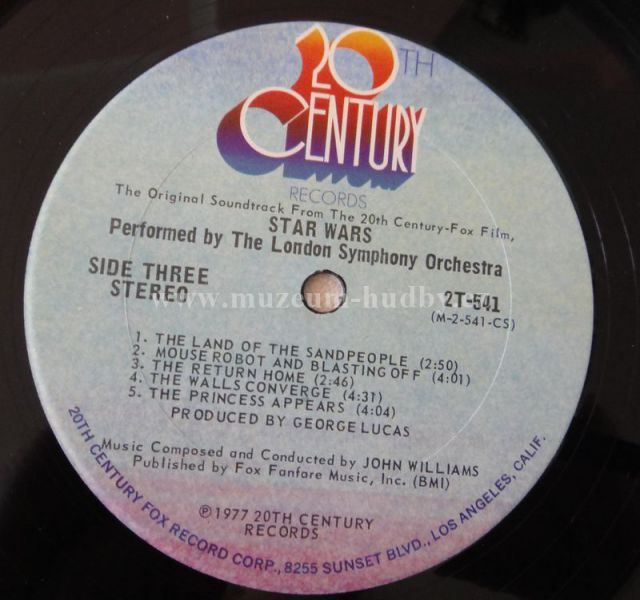 20TH
CENTURY
RECORDS
The Original Soundtrack From The 20th Century-Fox Film,
STAR WARS
Performed by The London Symphony Orchestra
SIDE THREE
STEREO
2T-541
(M-2-541-CS)
1. THE LAND OF THE SANDPEOPLE (2:50)
2. MOUSE ROBOT AND BLASTING OFF (4:01)
3. THE RETURN HOME (2:46)
4. THE WALLS CONVERGE (4:31)
5. THE PRINCESS APPEARS (4:04)
PRODUCED BY GEORGE LUCAS
Music Composed and Conducted by JOHN WILLIAMS
Published by Fox Fanfare Music, Inc. (BMI)
℗ 1977 20TH CENTURY
RECORDS
20TH CENTURY FOX RECORD CORP., 8255 SUNSET BLVD., LOS ANGELES, CALIF.